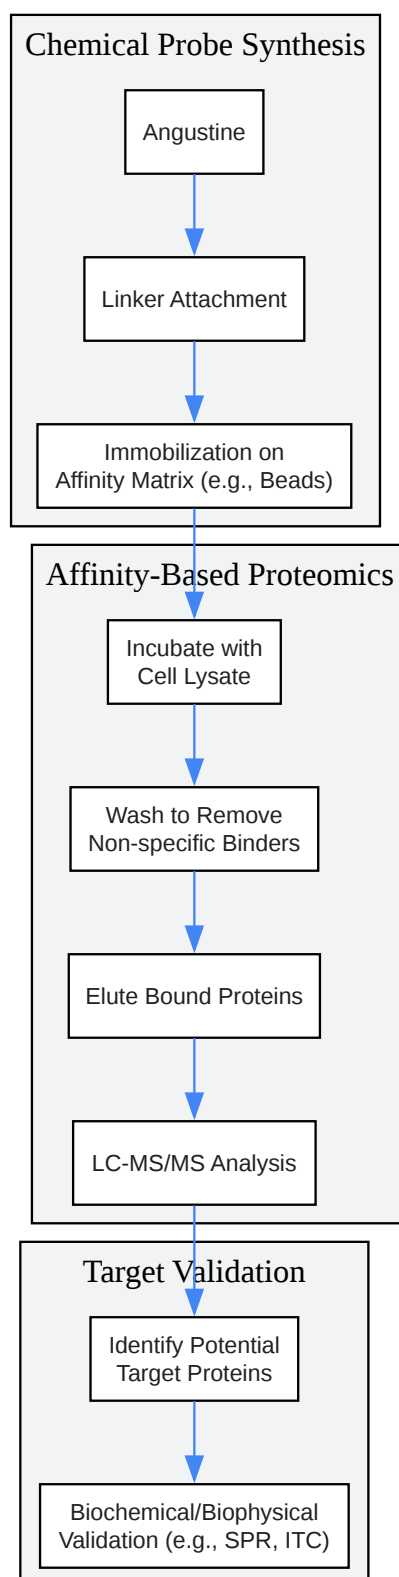 Chemical Probe Synthesis
Angustine
Linker Attachment
Immobilization on
Affinity Matrix (e.g., Beads)
Affinity-Based Proteomics
Incubate with
Cell Lysate
Wash to Remove
Non-specific Binders
Elute Bound Proteins
LC-MS/MS Analysis
Target Validation
Identify Potential
Target Proteins
Biochemical/Biophysical
Validation (e.g., SPR, ITC)